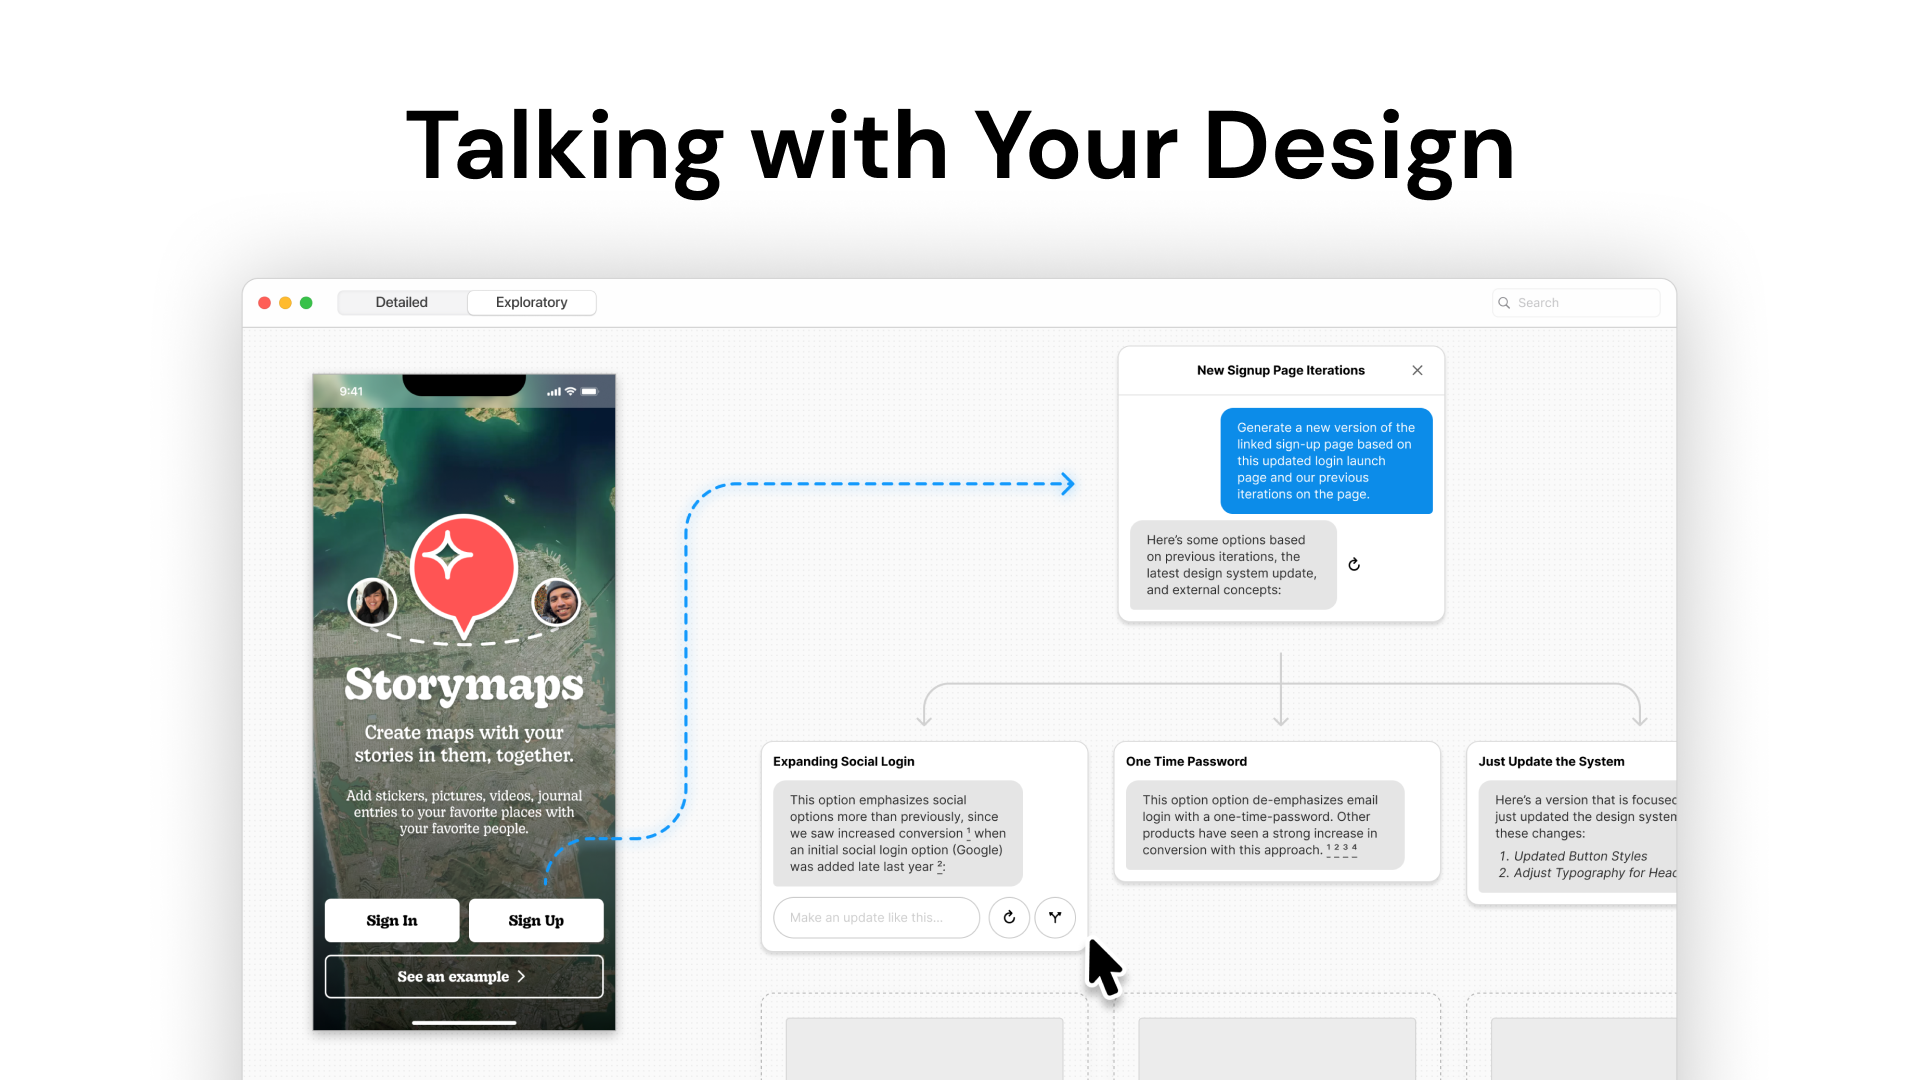 Talking with Your Design
Detailed
Exploratory
Search
9:41
Storymaps
Create maps with your
stories in them, together.
Add stickers, pictures, videos, journal
entries to your favorite places with
your favorite people.
Sign In
Sign Up
See an example
New Signup Page Iterations
Generate a new version of the
linked sign-up page based on
this updated login launch
page and our previous
iterations on the page.
Here's some options based
on previous iterations, the
latest design system update,
and external concepts:
Expanding Social Login
This option emphasizes social
options more than previously, since
we saw increased conversion 1 when
an initial social login option (Google)
was added late last year 2:
Make an update like this...
One Time Password
This option option de-emphasizes email
login with a one-time-password. Other
products have seen a strong increase in
conversion with this approach. 1 2 3 4
Just Update the System
Here's a version that is focused
just updated the design system
these changes:
1. Updated Button Styles
2. Adjust Typography for Head